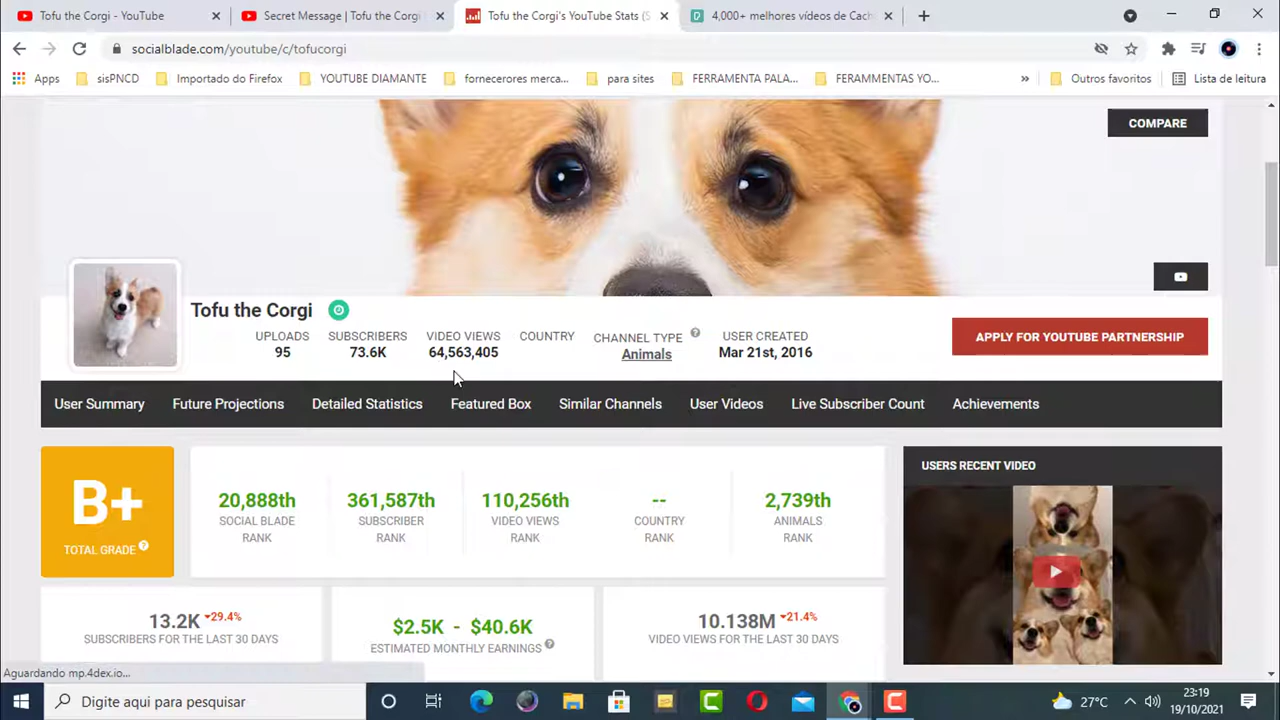 Tofu the Corgi - YouTube
Secret Message | Tofu the Corgi
Tofu the Corgi's YouTube Stats (S
4,000+ melhores vídeos de Cach
socialblade.com/youtube/c/tofucorgi
Apps
sisPNCD
Importado do Firefox
YOUTUBE DIAMANTE
fornecerores merca...
para sites
FERRAMENTA PALA...
FERAMMENTAS YO...
»
Outros favoritos
Lista de leitura
COMPARE
Tofu the Corgi
UPLOADS
95
SUBSCRIBERS
73.6K
VIDEO VIEWS
64,563,405
COUNTRY
CHANNEL TYPE
Animals
USER CREATED
Mar 21st, 2016
APPLY FOR YOUTUBE PARTNERSHIP
User Summary
Future Projections
Detailed Statistics
Featured Box
Similar Channels
User Videos
Live Subscriber Count
Achievements
B+
TOTAL GRADE
20,888th
SOCIAL BLADE
RANK
361,587th
SUBSCRIBER
RANK
110,256th
VIDEO VIEWS
RANK
--
COUNTRY
RANK
2,739th
ANIMALS
RANK
USERS RECENT VIDEO
13.2K -29.4%
SUBSCRIBERS FOR THE LAST 30 DAYS
$2.5K - $40.6K
ESTIMATED MONTHLY EARNINGS
10.138M -21.4%
VIDEO VIEWS FOR THE LAST 30 DAYS
Aguardando mp.4dex.io...
Digite aqui para pesquisar
27°C
23:19
19/10/2021